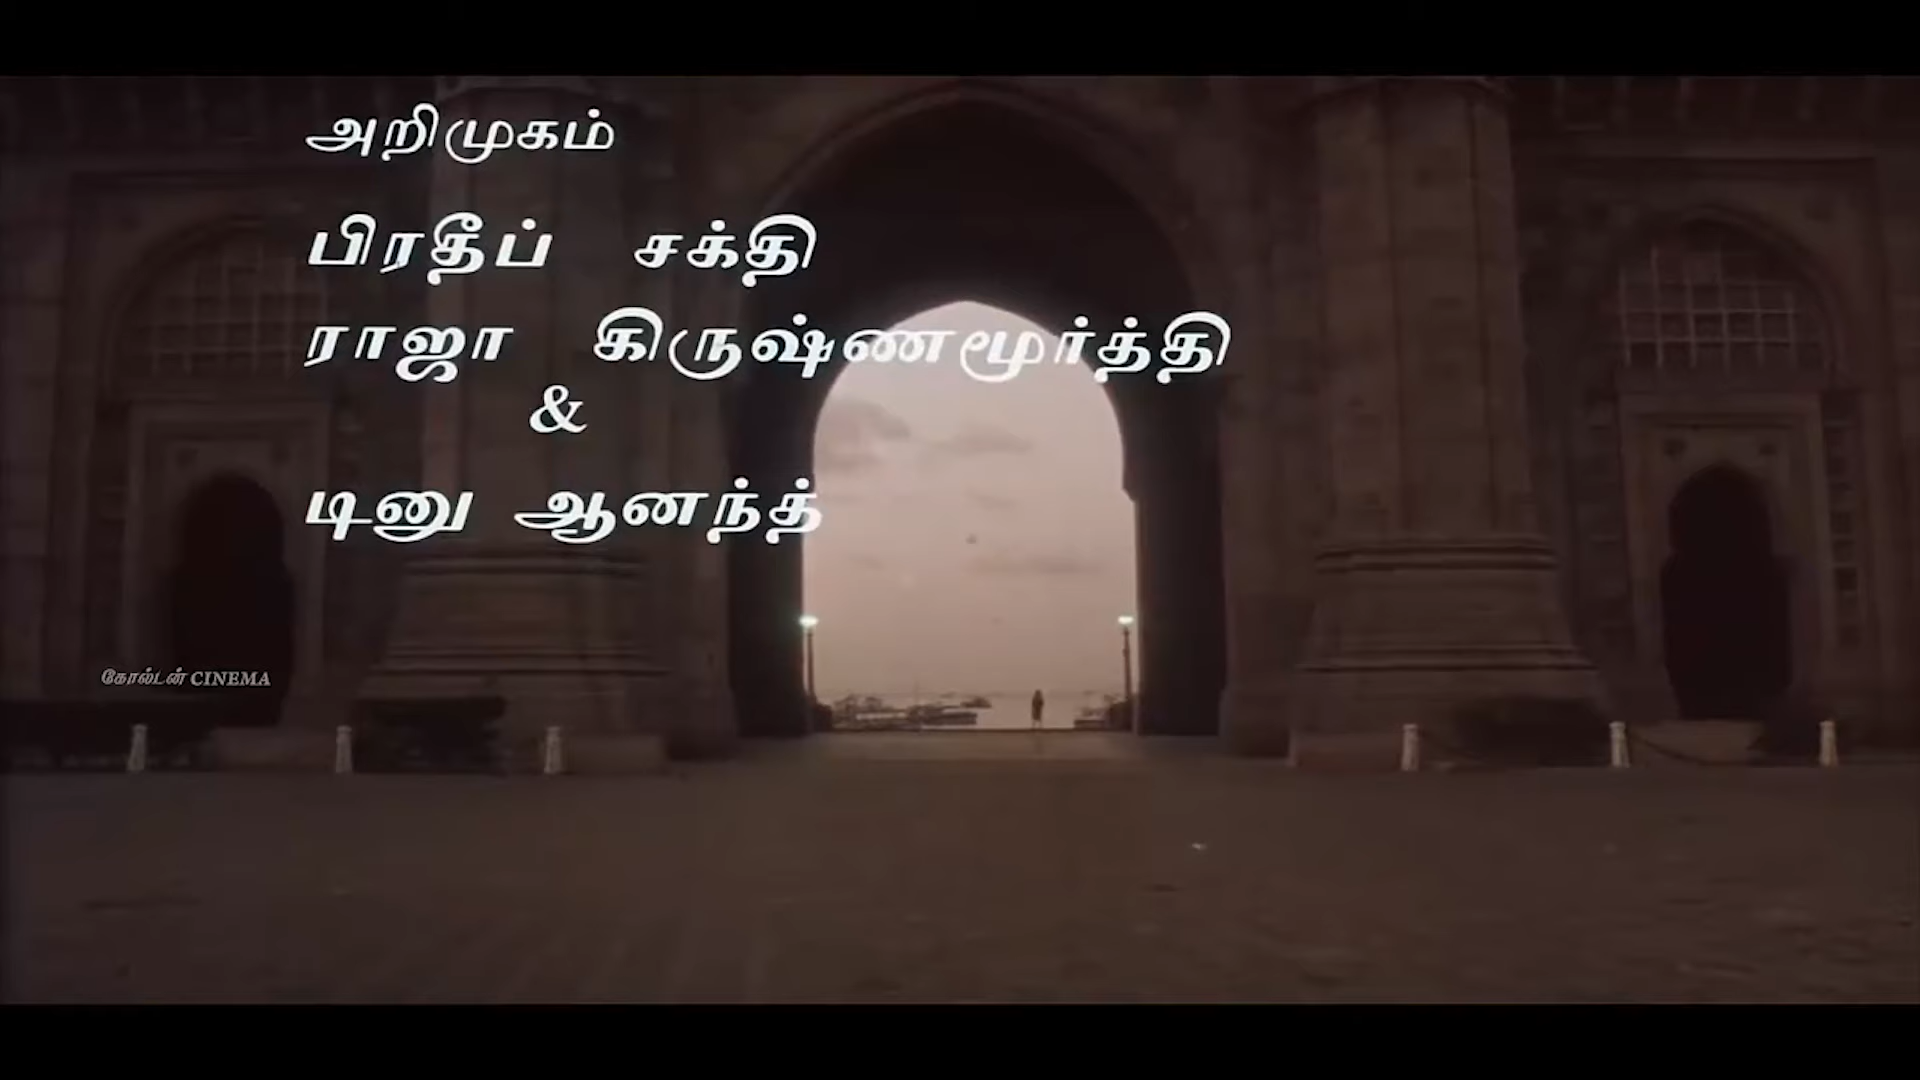 அறிமுகம்
பிரதீப் சக்தி
ராஜா கிருஷ்ணமூர்த்தி
&
டினு ஆனந்த்
கோல்டன் CINEMA